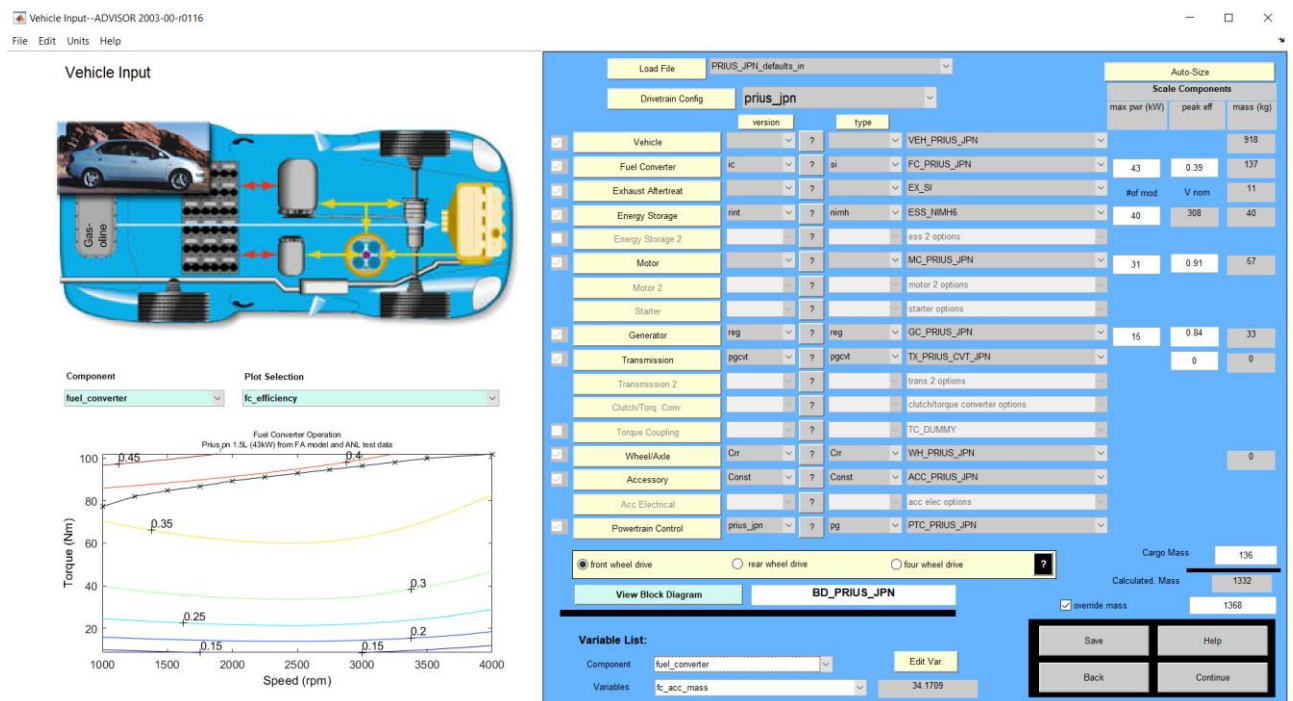 Vehicle Input--ADVISOR 2003-00-r0116
File Edit Units Help
Vehicle Input
Gas-
oline
Component Plot Selection
fuel_converter fc_efficiency
Fuel Converter Operation
Prius jpn 1.5L (43kW) from FA model and ANL test data
Torque (Nm)
100
80
60
40
20
0.45 0.4
0.35
0.3
0.25
0.2
0.15 0.15
1000 1500 2000 2500 3000 3500 4000
Speed (rpm)
Load File PRIUS_JPN_defaults_in
Auto-Size
Drivetrain Config prius_jpn
Scale Components
version type
max pwr (kW) peak eff mass (kg)
Vehicle ? VEH_PRIUS_JPN 918
Fuel Converter ic ? si FC_PRIUS_JPN 43 0.39 137
Exhaust Aftertreat ? EX_SI #of mod V nom 11
Energy Storage rint ? nimh ESS_NIMH6 40 308 40
Energy Storage 2 ? ess 2 options
Motor ? MC_PRIUS_JPN 31 0.91 57
Motor 2 ? motor 2 options
Starter ? starter options
Generator reg ? reg GC_PRIUS_JPN 15 0.84 33
Transmission pgcvt ? pgcvt TX_PRIUS_CVT_JPN 0 0
Transmission 2 ? trans 2 options
Clutch/Torq. Conv. ? clutch/torque converter options
Torque Coupling ? TC_DUMMY
Wheel/Axle Crr ? Crr WH_PRIUS_JPN 0
Accessory Const ? Const ACC_PRIUS_JPN
Acc Electrical ? acc elec options
Powertrain Control prius_jpn ? pg PTC_PRIUS_JPN
front wheel drive rear wheel drive four wheel drive ?
Cargo Mass 136
Calculated. Mass 1332
View Block Diagram BD_PRIUS_JPN
override mass 1368
Variable List:
Component fuel_converter Edit Var.
Variables fc_acc_mass 34.1709
Save Help
Back Continue